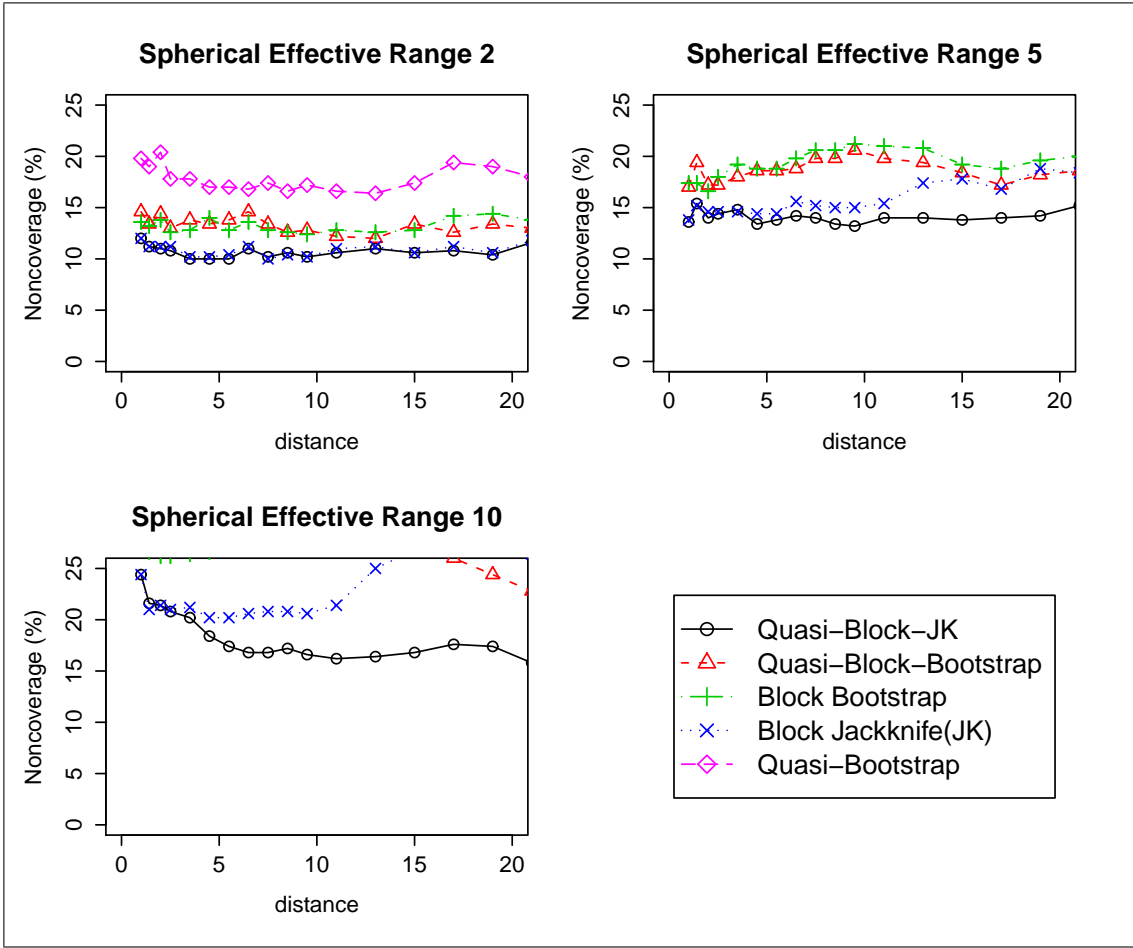 Spherical Effective Range 2
Noncoverage (%)
0 5 10 15 20 25
0 5 10 15 20
distance
Spherical Effective Range 5
Noncoverage (%)
0 5 10 15 20 25
0 5 10 15 20
distance
Spherical Effective Range 10
Noncoverage (%)
0 5 10 15 20 25
0 5 10 15 20
distance
Quasi−Block−JK
Quasi−Block−Bootstrap
Block Bootstrap
Block Jackknife(JK)
Quasi−Bootstrap